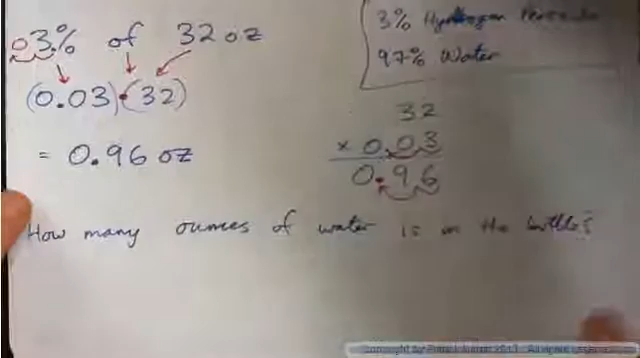 03.% of 32 oz
(0.03)•(32)
= 0.96 oz
3% Hydrogen Peroxide
97% Water
32
× 0.03
0.96
How many ounces of water is in the bottle?